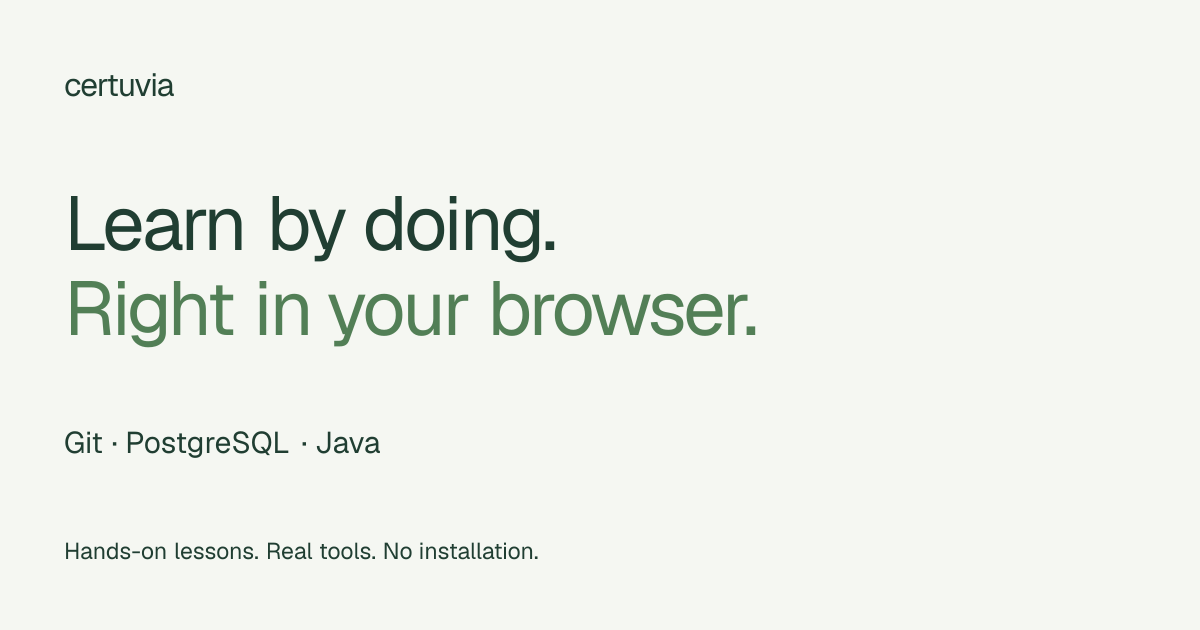 certuvia
Learn by doing.
Right in your browser.
Git · PostgreSQL · Java
Hands-on lessons. Real tools. No installation.